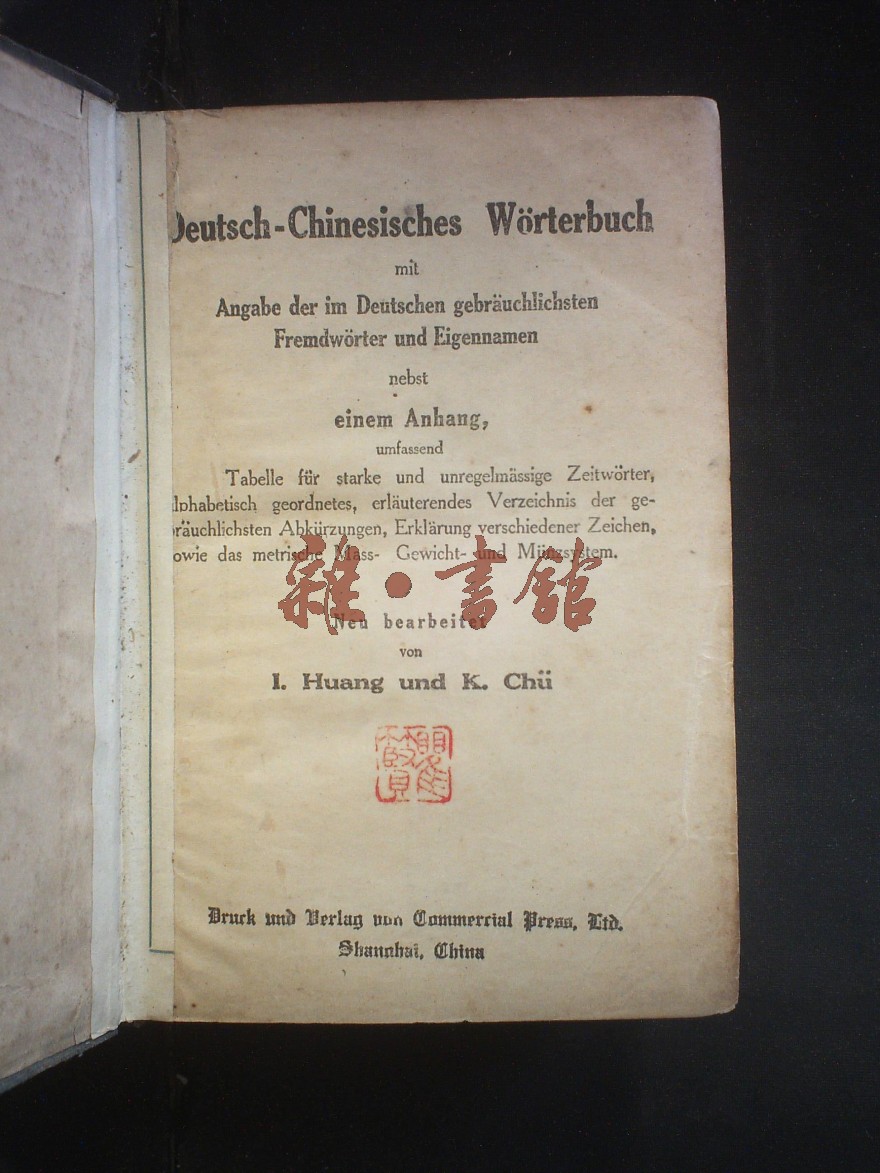 Deutsch-Chinesisches Wörterbuch
mit
Angabe der im Deutschen gebräuchlichsten
Fremdwörter und Eigennamen
nebst
einem Anhang,
umfassend
Tabelle für starke und unregelmässige Zeitwörter,
alphabetisch geordnetes, erläuterendes Verzeichnis der ge-
bräuchlichsten Abkürzungen, Erklärung verschiedener Zeichen,
sowie das metrische Mass- Gewicht- und Münzsystem.
雜·書館
Neu bearbeitet
von
I. Huang und K. Chü
Druck und Verlag von Commercial Press, Ltd.
Shanghai, China